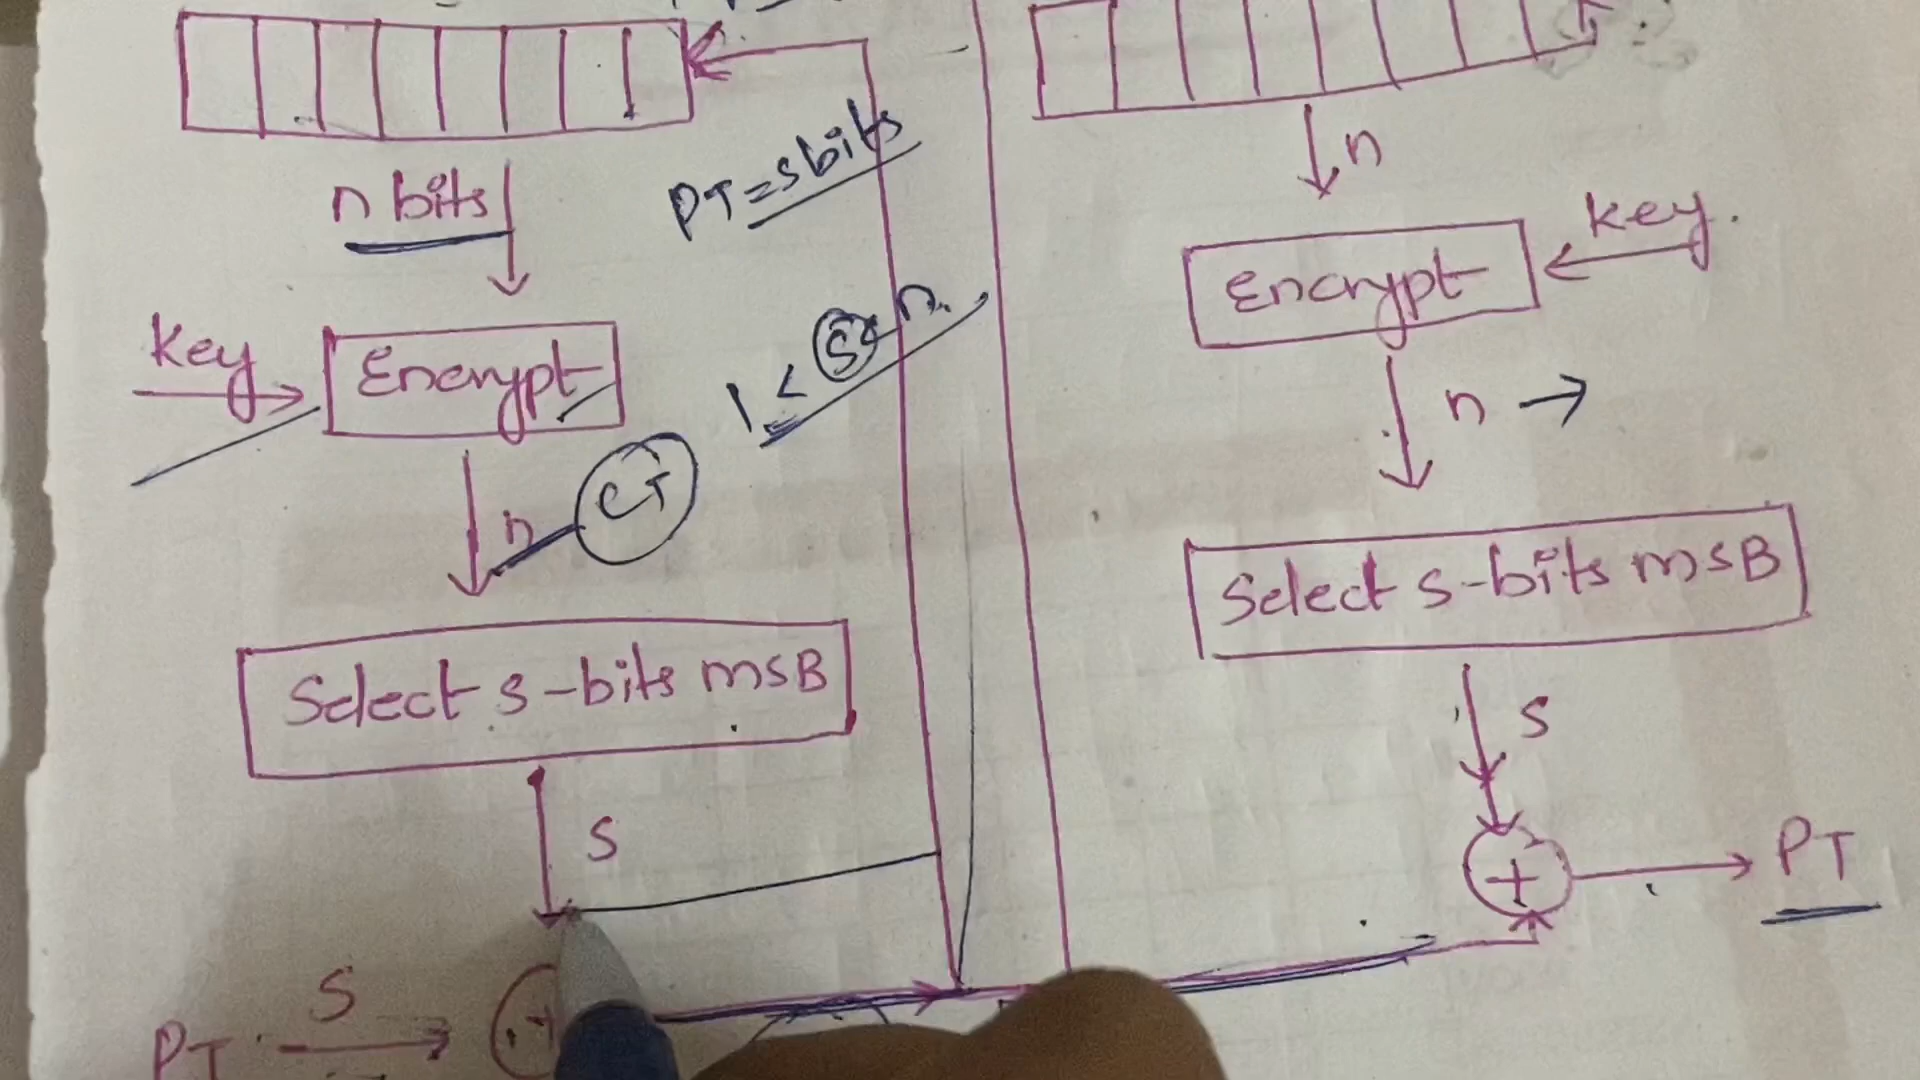 n bits
PT = s bits
key
Encrypt
1 < S < n
n
CT
Select s-bits msB
S
PT
S
+
n
key.
Encrypt
n →
Select s-bits msB
S
+
PT